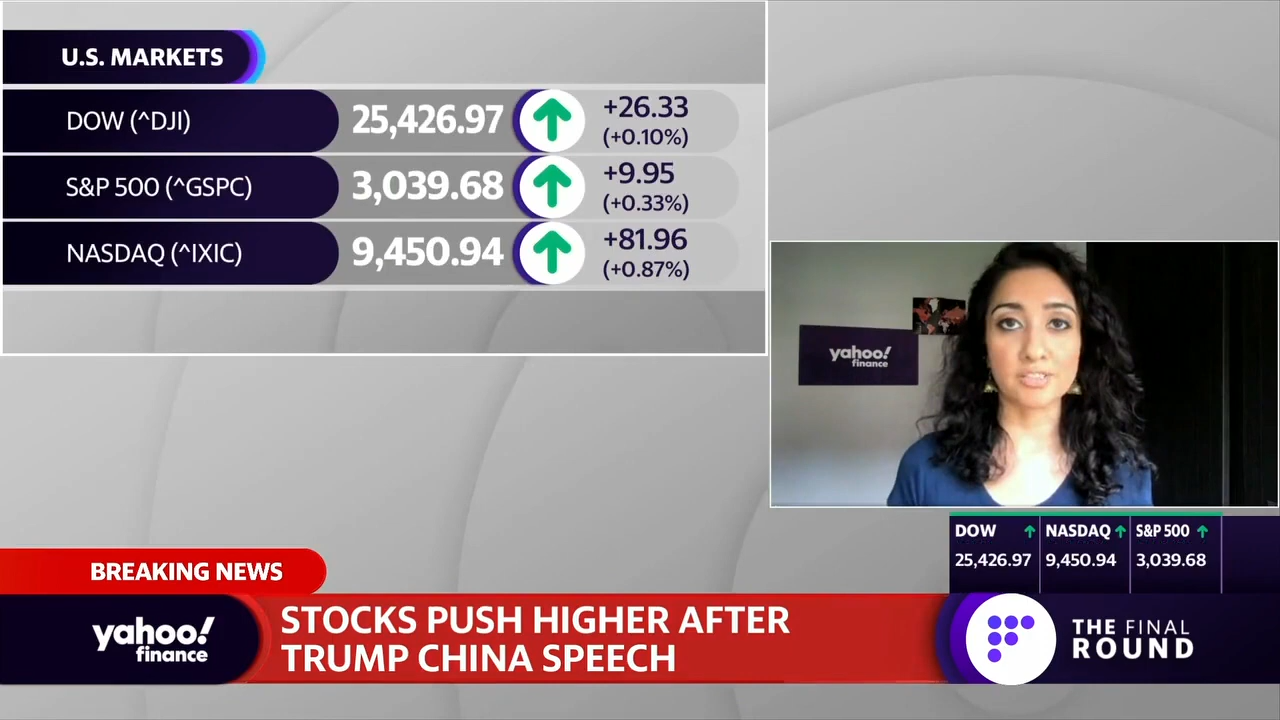 U.S. MARKETS
DOW (^DJI) 25,426.97 +26.33
(+0.10%)
S&P 500 (^GSPC) 3,039.68 +9.95
(+0.33%)
NASDAQ (^IXIC) 9,450.94 +81.96
(+0.87%)
yahoo!
finance
DOW NASDAQ S&P 500
25,426.97 9,450.94 3,039.68
BREAKING NEWS
yahoo!
finance
STOCKS PUSH HIGHER AFTER
TRUMP CHINA SPEECH
THE FINAL
ROUND